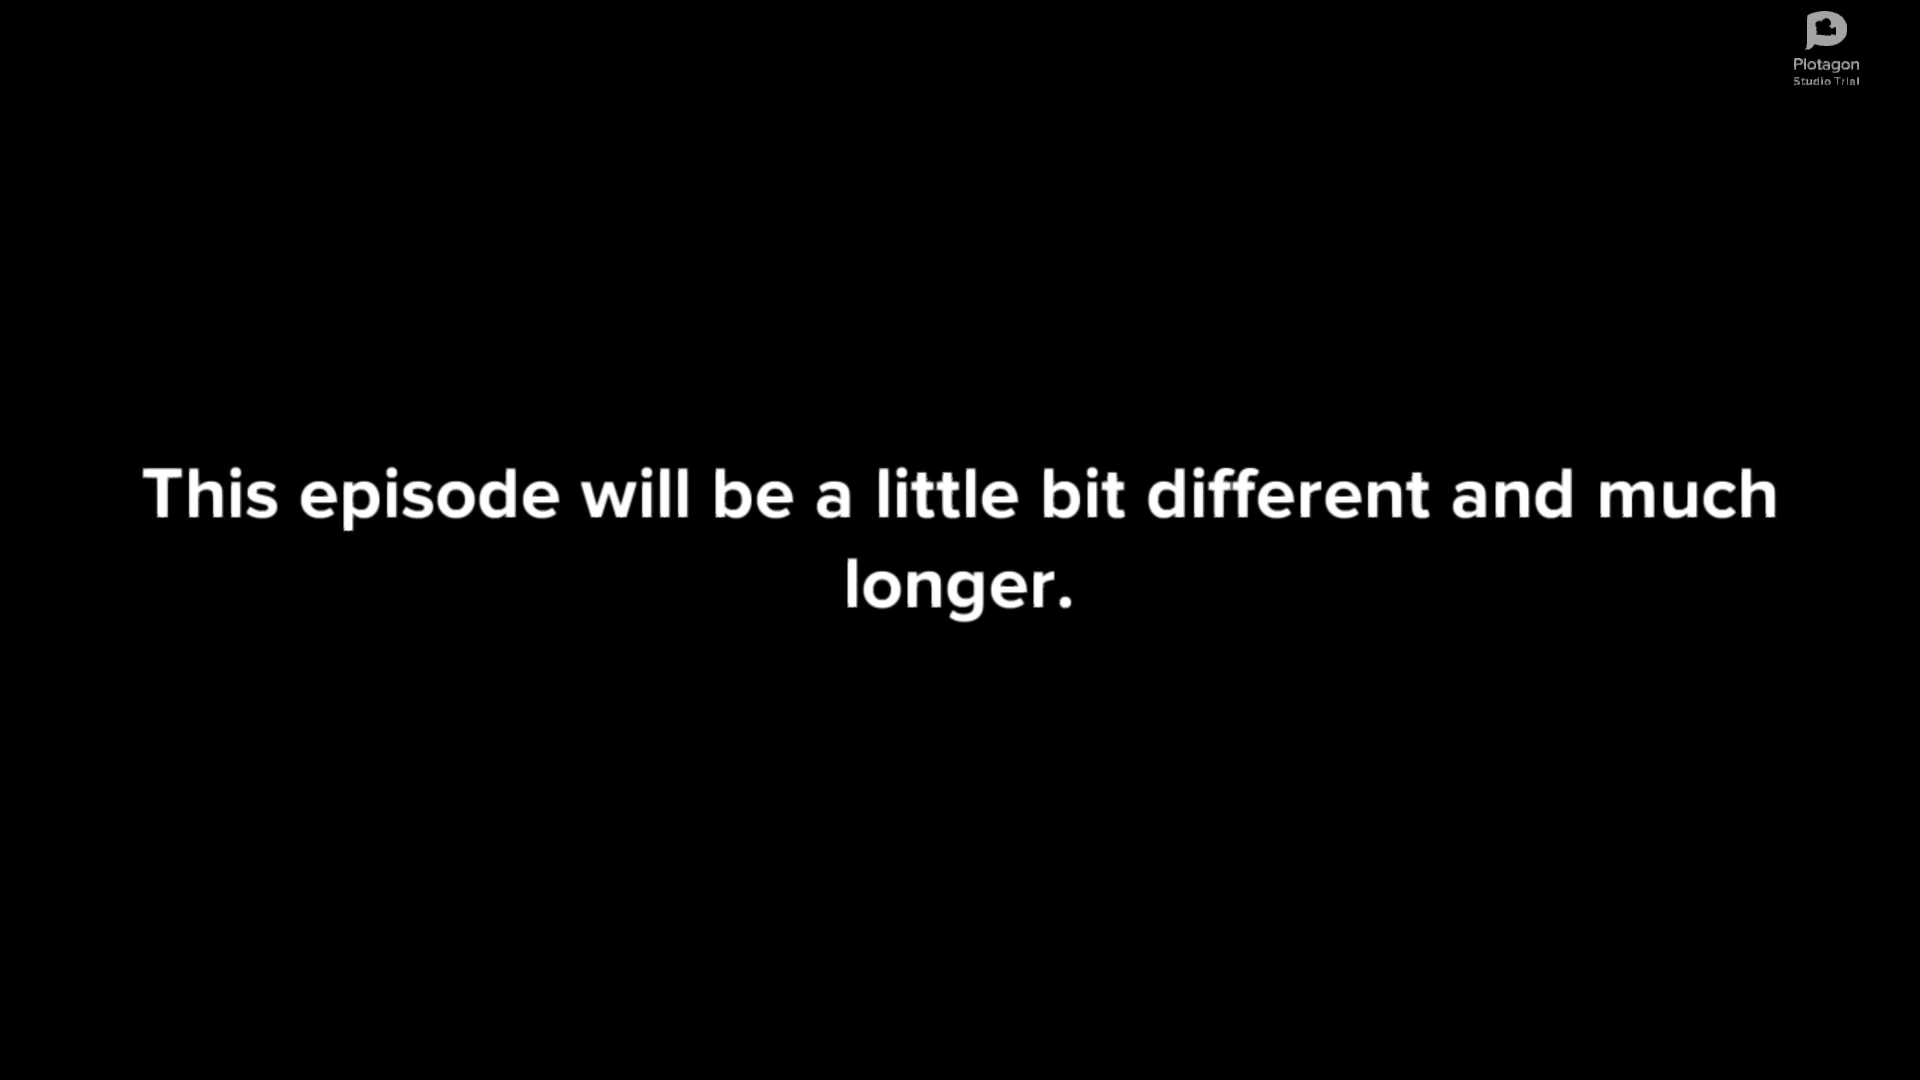 Plotagon
Studio Trial
This episode will be a little bit different and much
longer.